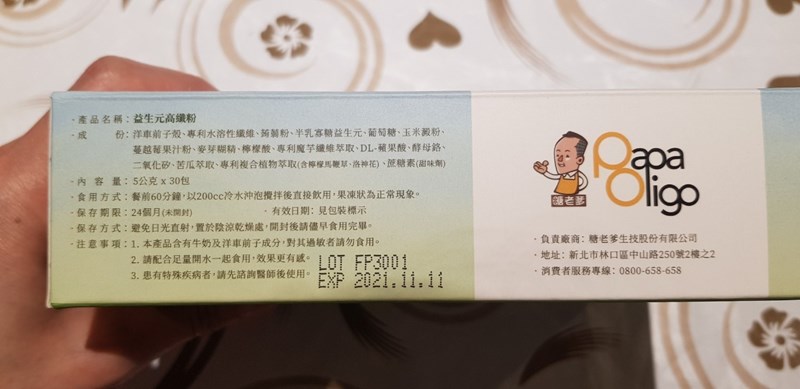 ·產品名稱：益生元高纖粉
·成　　份：洋車前子殼、專利水溶性纖維、蒟蒻粉、半乳寡糖益生元、葡萄糖、玉米澱粉、
蔓越莓果汁粉、麥芽糊精、檸檬酸、專利魔芋纖維萃取、DL-蘋果酸、酵母鉻、
二氧化矽、苦瓜萃取、專利複合植物萃取(含檸檬馬鞭草、洛神花)、蔗糖素(甜味劑)
·內 容 量：5公克 x 30包
·食用方式：餐前60分鐘，以200cc冷水沖泡攪拌後直接飲用，果凍狀為正常現象。
·保存期限：24個月(未開封)　·有效日期：見包裝標示
·保存方式：避免日光直射，置於陰涼乾燥處，開封後請儘早食用完畢。
·注意事項：1. 本產品含有牛奶及洋車前子成分，對其過敏者請勿食用。
2. 請配合足量開水一起食用，效果更有感。
3. 患有特殊疾病者，請先諮詢醫師後使用。
LOT FP3001
EXP 2021.11.11
糖老爹
Papa
Oligo
·負責廠商：糖老爹生技股份有限公司
·地址：新北市林口區中山路250號2樓之2
·消費者服務專線：0800-658-658